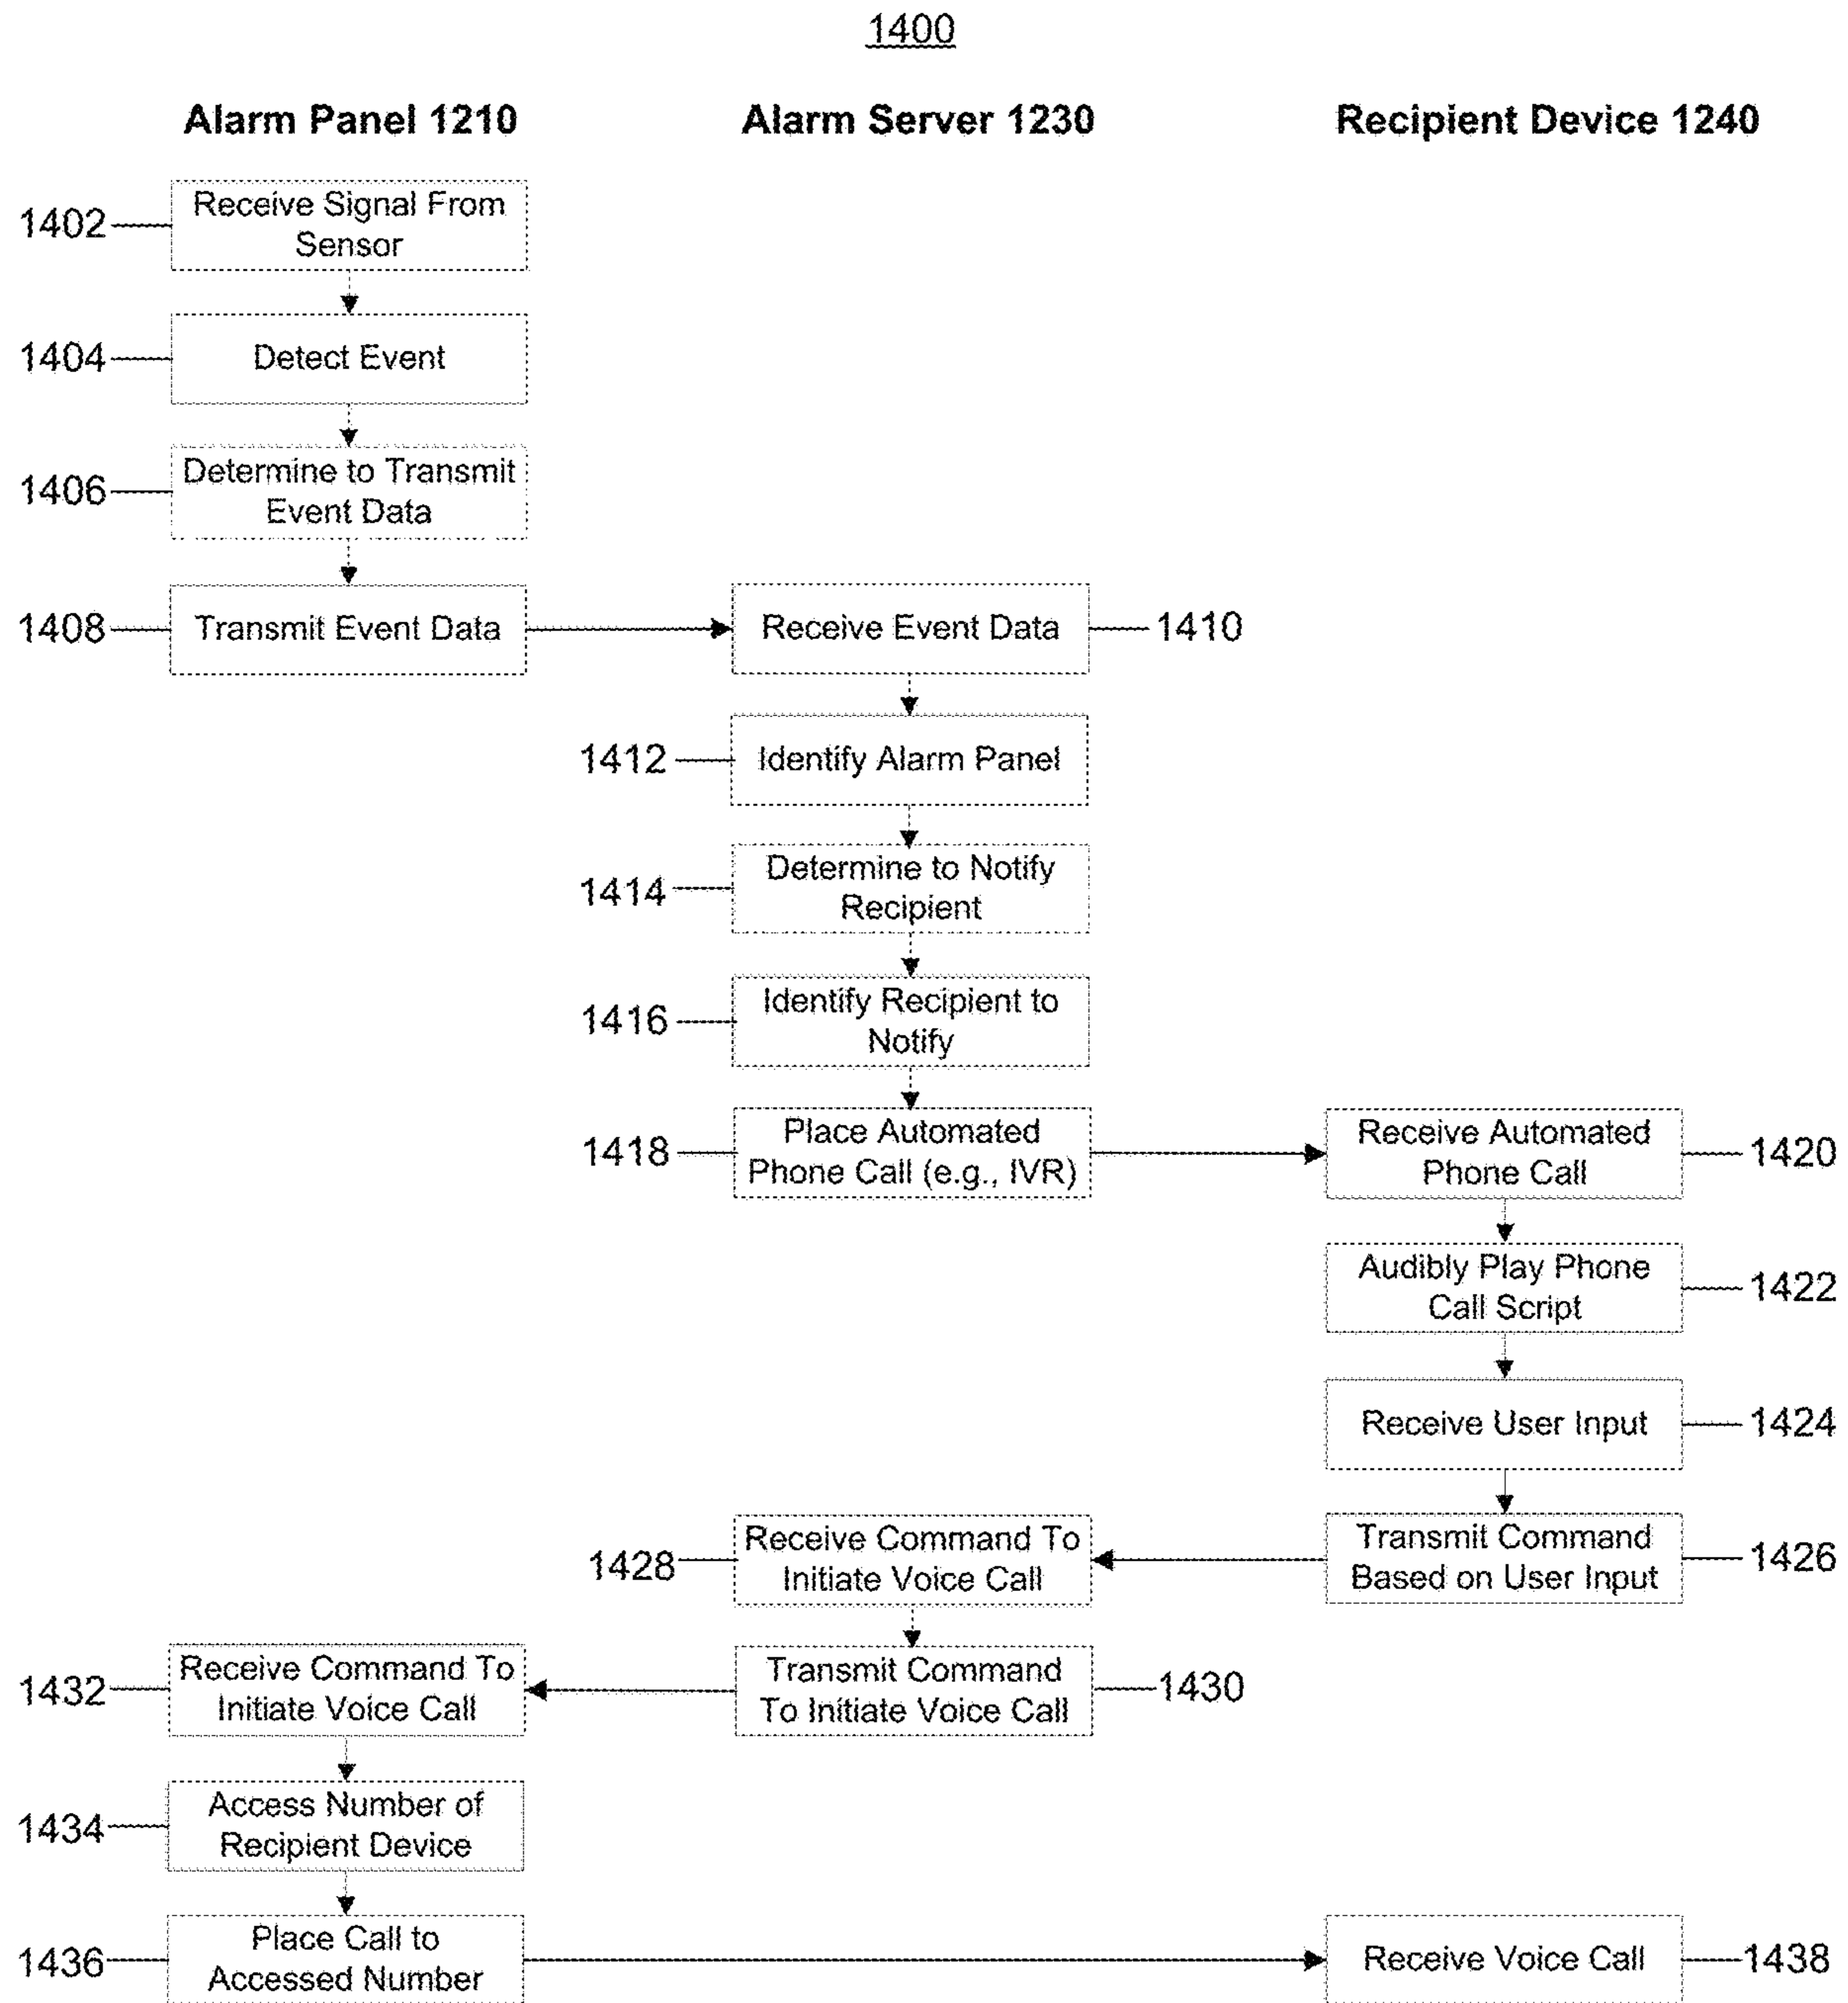 1400
Alarm Panel 1210
Alarm Server 1230
Recipient Device 1240
1402
Receive Signal From
Sensor
1404
Detect Event
1406
Determine to Transmit
Event Data
1408
Transmit Event Data
Receive Event Data
1410
1412
Identify Alarm Panel
1414
Determine to Notify
Recipient
1416
Identify Recipient to
Notify
1418
Place Automated
Phone Call (e.g., IVR)
Receive Automated
Phone Call
1420
Audibly Play Phone
Call Script
1422
Receive User Input
1424
1428
Receive Command To
Initiate Voice Call
Transmit Command
Based on User Input
1426
1432
Receive Command To
Initiate Voice Call
Transmit Command
To Initiate Voice Call
1430
1434
Access Number of
Recipient Device
1436
Place Call to
Accessed Number
Receive Voice Call
1438